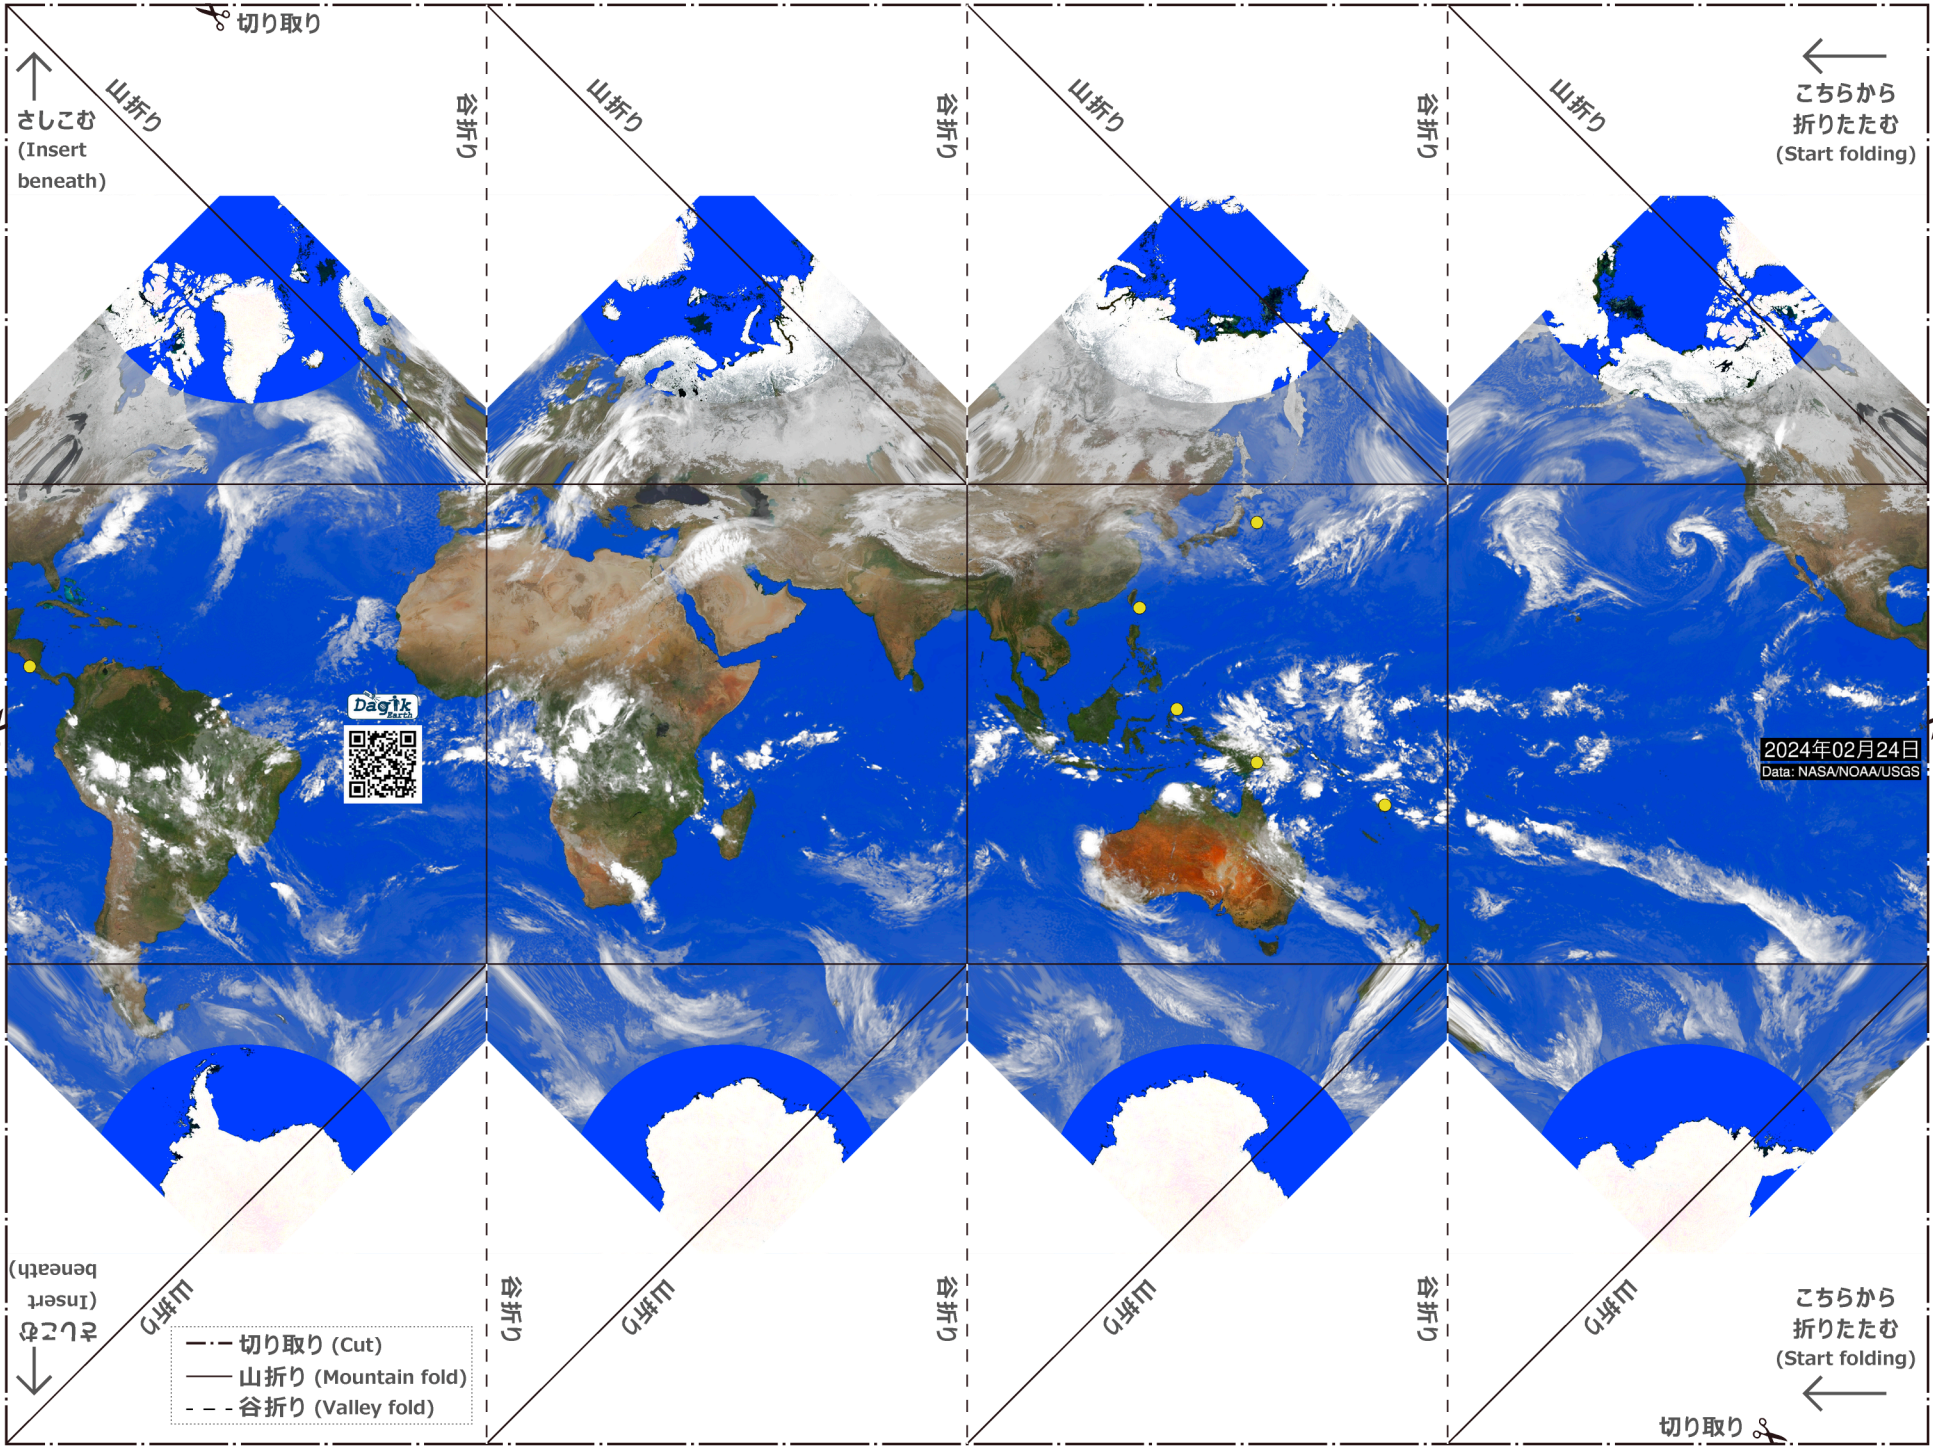 切り取り
山折り
谷折り
山折り
谷折り
山折り
谷折り
山折り
さしこむ
(Insert
beneath)
こちらから
折りたたむ
(Start folding)
Dagik
Earth
2024年02月24日
Data: NASA/NOAA/USGS
さしこむ
(Insert
beneath)
山折り
谷折り
山折り
谷折り
山折り
谷折り
山折り
こちらから
折りたたむ
(Start folding)
切り取り (Cut)
山折り (Mountain fold)
谷折り (Valley fold)
切り取り